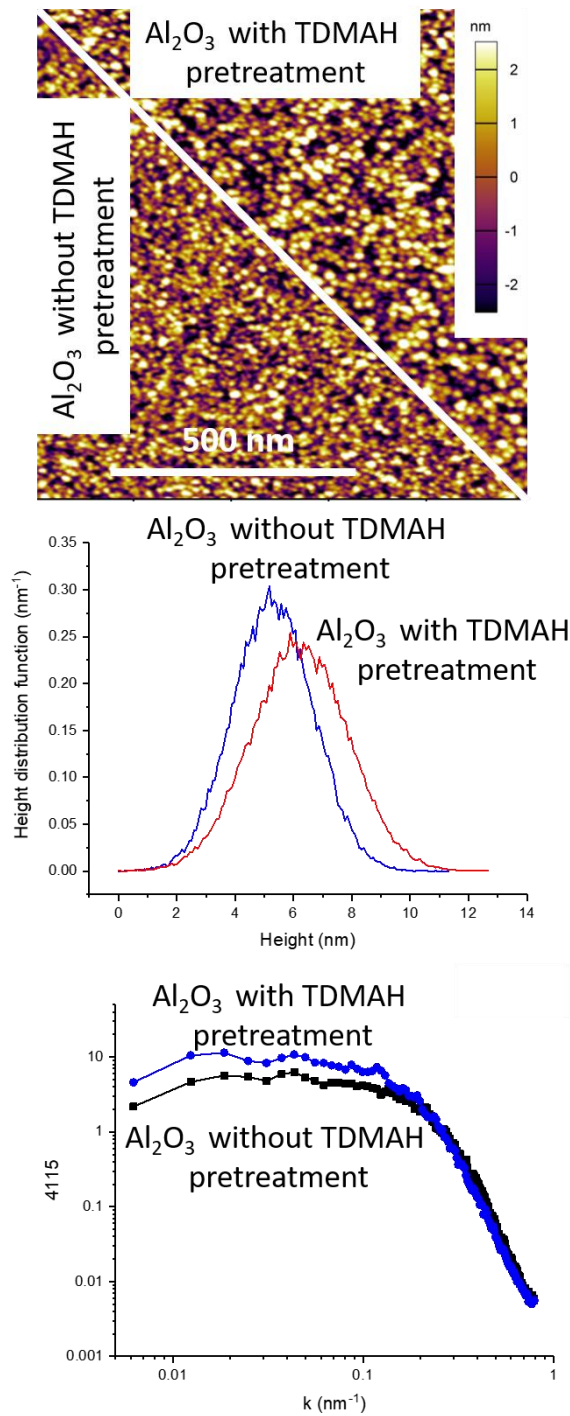 Al₂O₃ with TDMAH
pretreatment
nm
2
1
0
-1
-2
Al₂O₃ without TDMAH
pretreatment
500 nm
Al₂O₃ without TDMAH
pretreatment
Al₂O₃ with TDMAH
pretreatment
Height distribution function (nm⁻¹)
0.35
0.30
0.25
0.20
0.15
0.10
0.05
0.00
0 2 4 6 8 10 12 14
Height (nm)
Al₂O₃ with TDMAH
pretreatment
Al₂O₃ without TDMAH
pretreatment
4115
10
1
0.1
0.01
0.001
0.01 0.1 1
k (nm⁻¹)